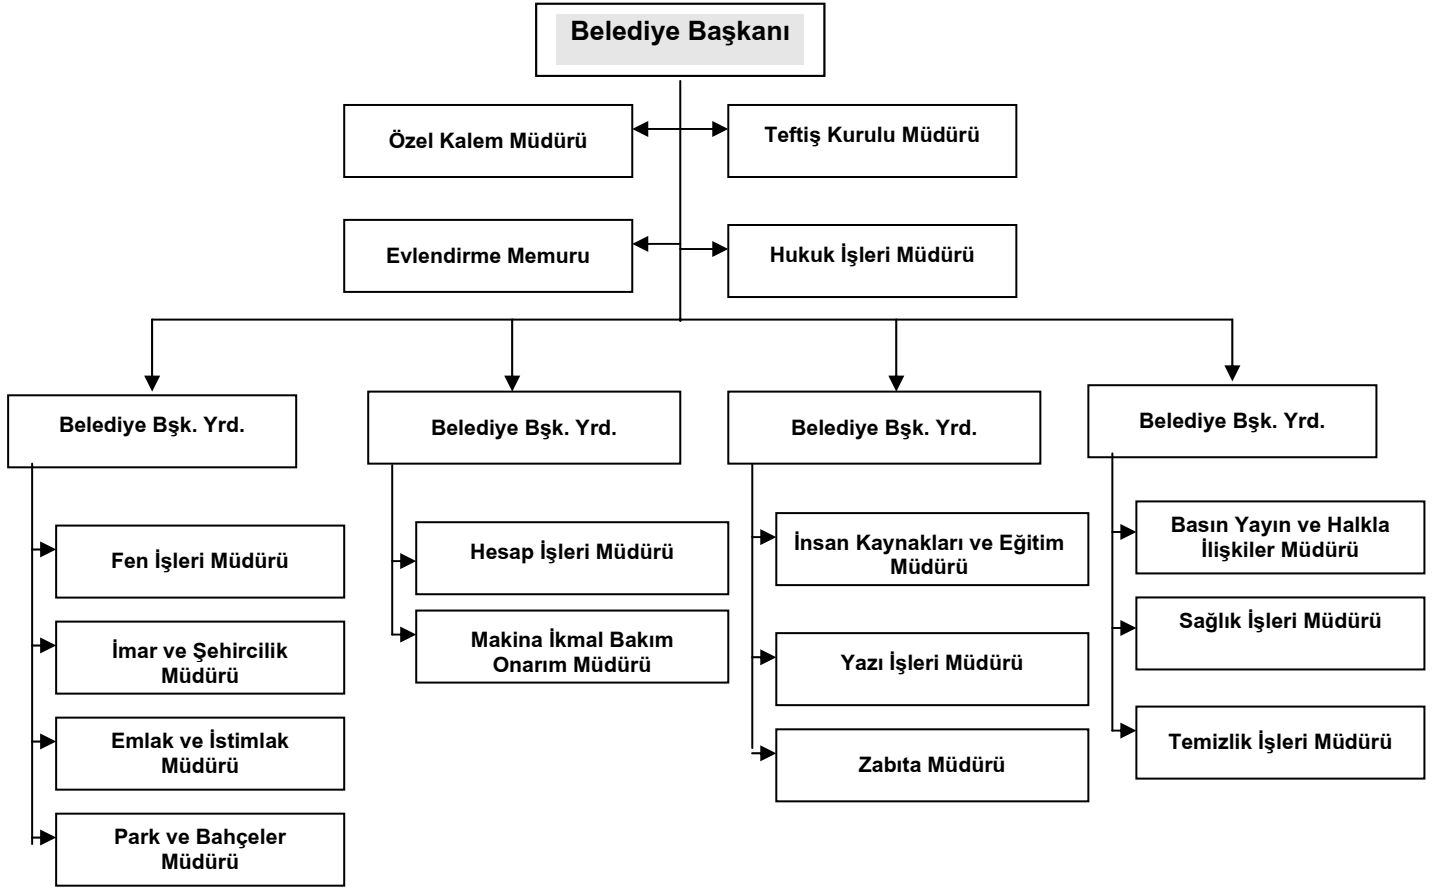 Belediye Başkanı
Özel Kalem Müdürü
Teftiş Kurulu Müdürü
Evlendirme Memuru
Hukuk İşleri Müdürü
Belediye Bşk. Yrd.
Belediye Bşk. Yrd.
Belediye Bşk. Yrd.
Belediye Bşk. Yrd.
Fen İşleri Müdürü
İmar ve Şehircilik
Müdürü
Emlak ve İstimlak
Müdürü
Park ve Bahçeler
Müdürü
Hesap İşleri Müdürü
Makina İkmal Bakım
Onarım Müdürü
İnsan Kaynakları ve Eğitim
Müdürü
Yazı İşleri Müdürü
Zabıta Müdürü
Basın Yayın ve Halkla
İlişkiler Müdürü
Sağlık İşleri Müdürü
Temizlik İşleri Müdürü